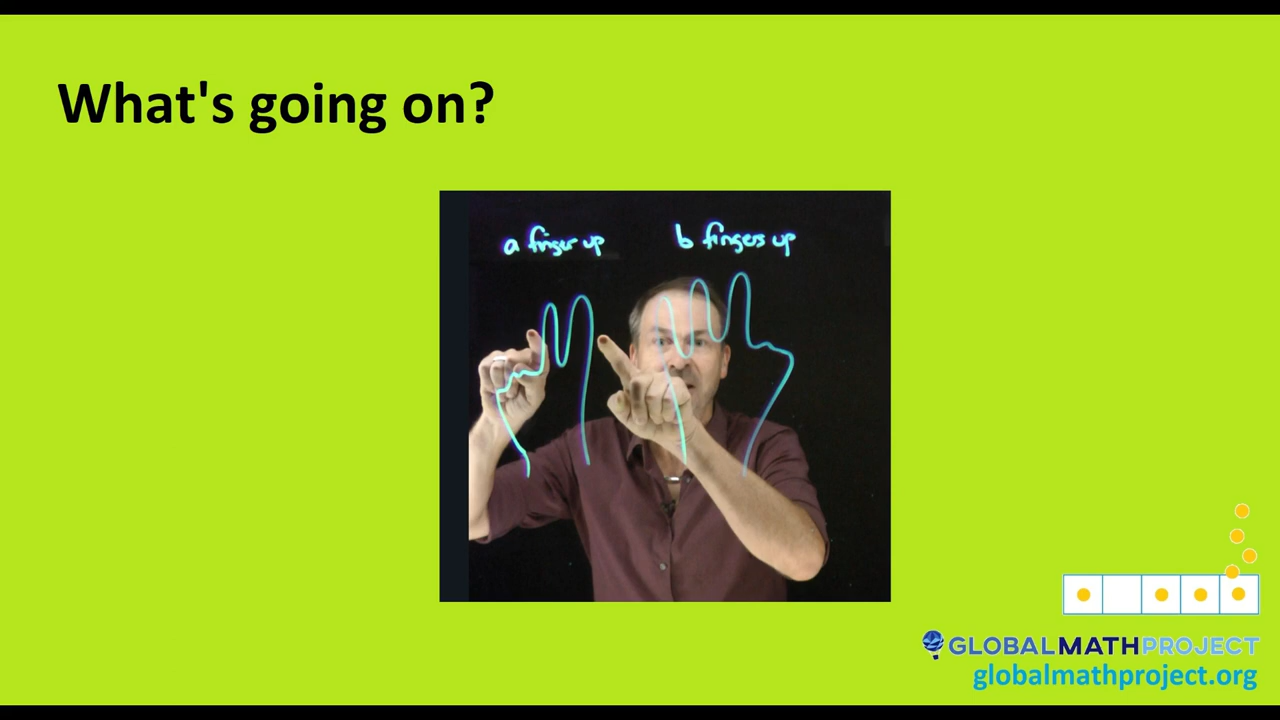 What's going on?
a finger up
b fingers up
GLOBALMATHPROJECT
globalmathproject.org